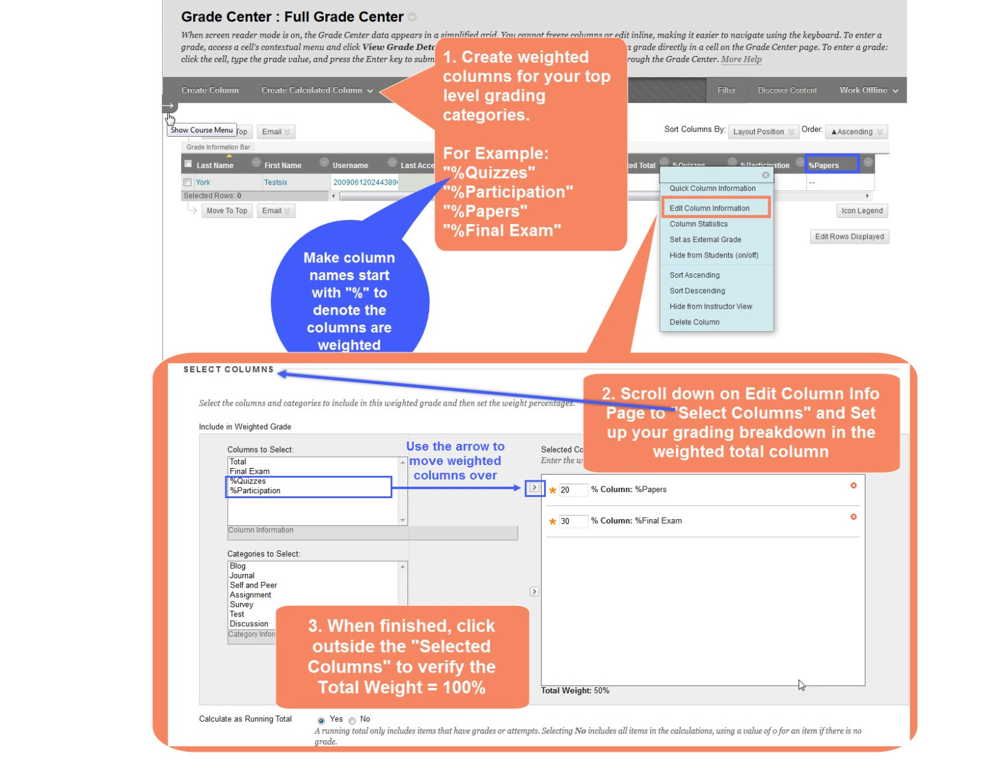 Grade Center : Full Grade Center
When screen reader mode is on, the Grade Center data appears in a simplified grid. You cannot freeze columns or edit inline, making it easier to navigate using the keyboard. To enter a
grade, access a cell's contextual menu and click View Grade Deta a grade directly in a cell on the Grade Center page. To enter a grade:
click the cell, type the grade value, and press the Enter key to subm rough the Grade Center. More Help
1. Create weighted
columns for your top
level grading
categories.
For Example:
"%Quizzes"
"%Participation"
"%Papers"
"%Final Exam"
Create Column Create Calculated Column Filter Discover Content Work Offline
Show Course Menu Top Email Sort Columns By: Layout Position Order: ▲Ascending
Grade Information Bar
Last Name First Name Username Last Acce ed Total %Quizzes %Participation %Papers
York Testsix 200906120244389 --
Selected Rows: 0
Move To Top Email Icon Legend
Edit Rows Displayed
Quick Column Information
Edit Column Information
Column Statistics
Set as External Grade
Hide from Students (on/off)
Sort Ascending
Sort Descending
Hide from Instructor View
Delete Column
Make column
names start
with "%" to
denote the
columns are
weighted
SELECT COLUMNS
2. Scroll down on Edit Column Info
Page to "Select Columns" and Set
up your grading breakdown in the
weighted total column
Select the columns and categories to include in this weighted grade and then set the weight percentages.
Include in Weighted Grade
Columns to Select:
Total
Final Exam
%Quizzes
%Participation
Column Information
Use the arrow to
move weighted
columns over
Selected Co
Enter the w
20 % Column: %Papers
30 % Column: %Final Exam
Categories to Select:
Blog
Journal
Self and Peer
Assignment
Survey
Test
Discussion
Category Infor
3. When finished, click
outside the "Selected
Columns" to verify the
Total Weight = 100%
Total Weight: 50%
Calculate as Running Total Yes No
A running total only includes items that have grades or attempts. Selecting No includes all items in the calculations, using a value of 0 for an item if there is no
grade.